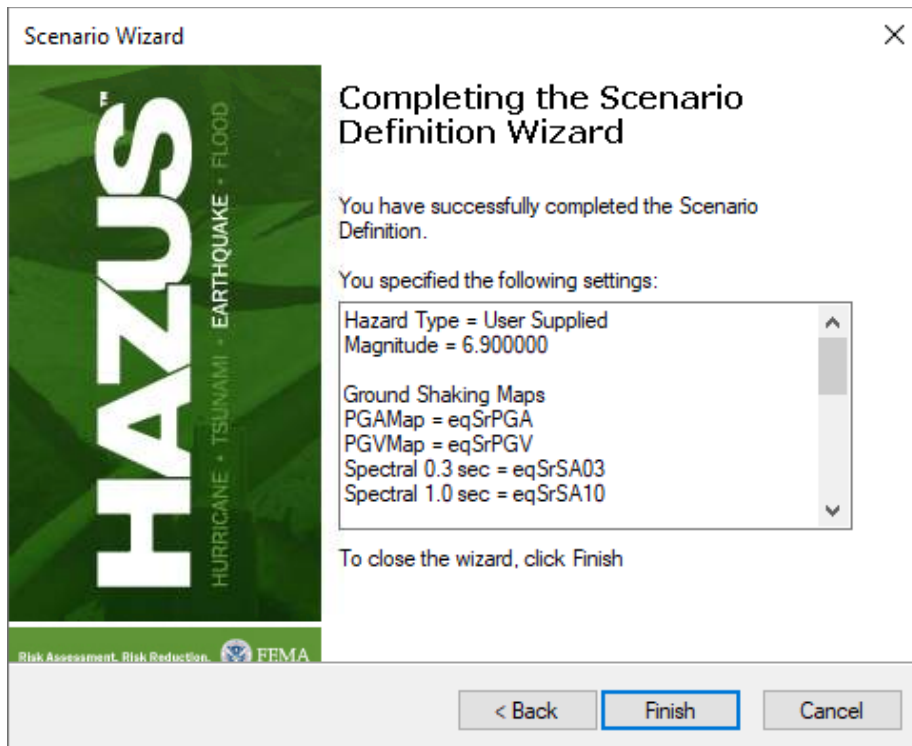 Scenario Wizard
HAZUS™
HURRICANE • TSUNAMI • EARTHQUAKE • FLOOD
Risk Assessment. Risk Reduction. FEMA
Completing the Scenario
Definition Wizard
You have successfully completed the Scenario
Definition.
You specified the following settings:
Hazard Type = User Supplied
Magnitude = 6.900000
Ground Shaking Maps
PGAMap = eqSrPGA
PGVMap = eqSrPGV
Spectral 0.3 sec = eqSrSA03
Spectral 1.0 sec = eqSrSA10
To close the wizard, click Finish
< Back
Finish
Cancel